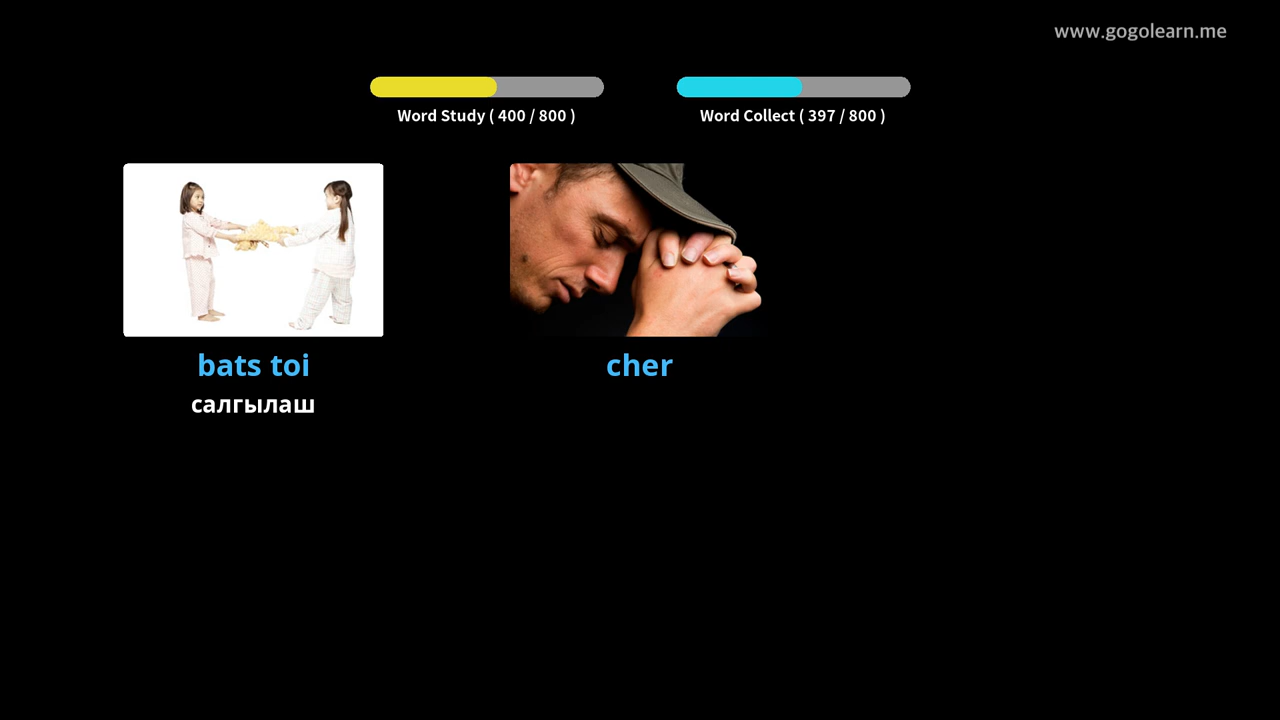 www.gogolearn.me
Word Study ( 400 / 800 )
Word Collect ( 397 / 800 )
bats toi
салгылаш
cher